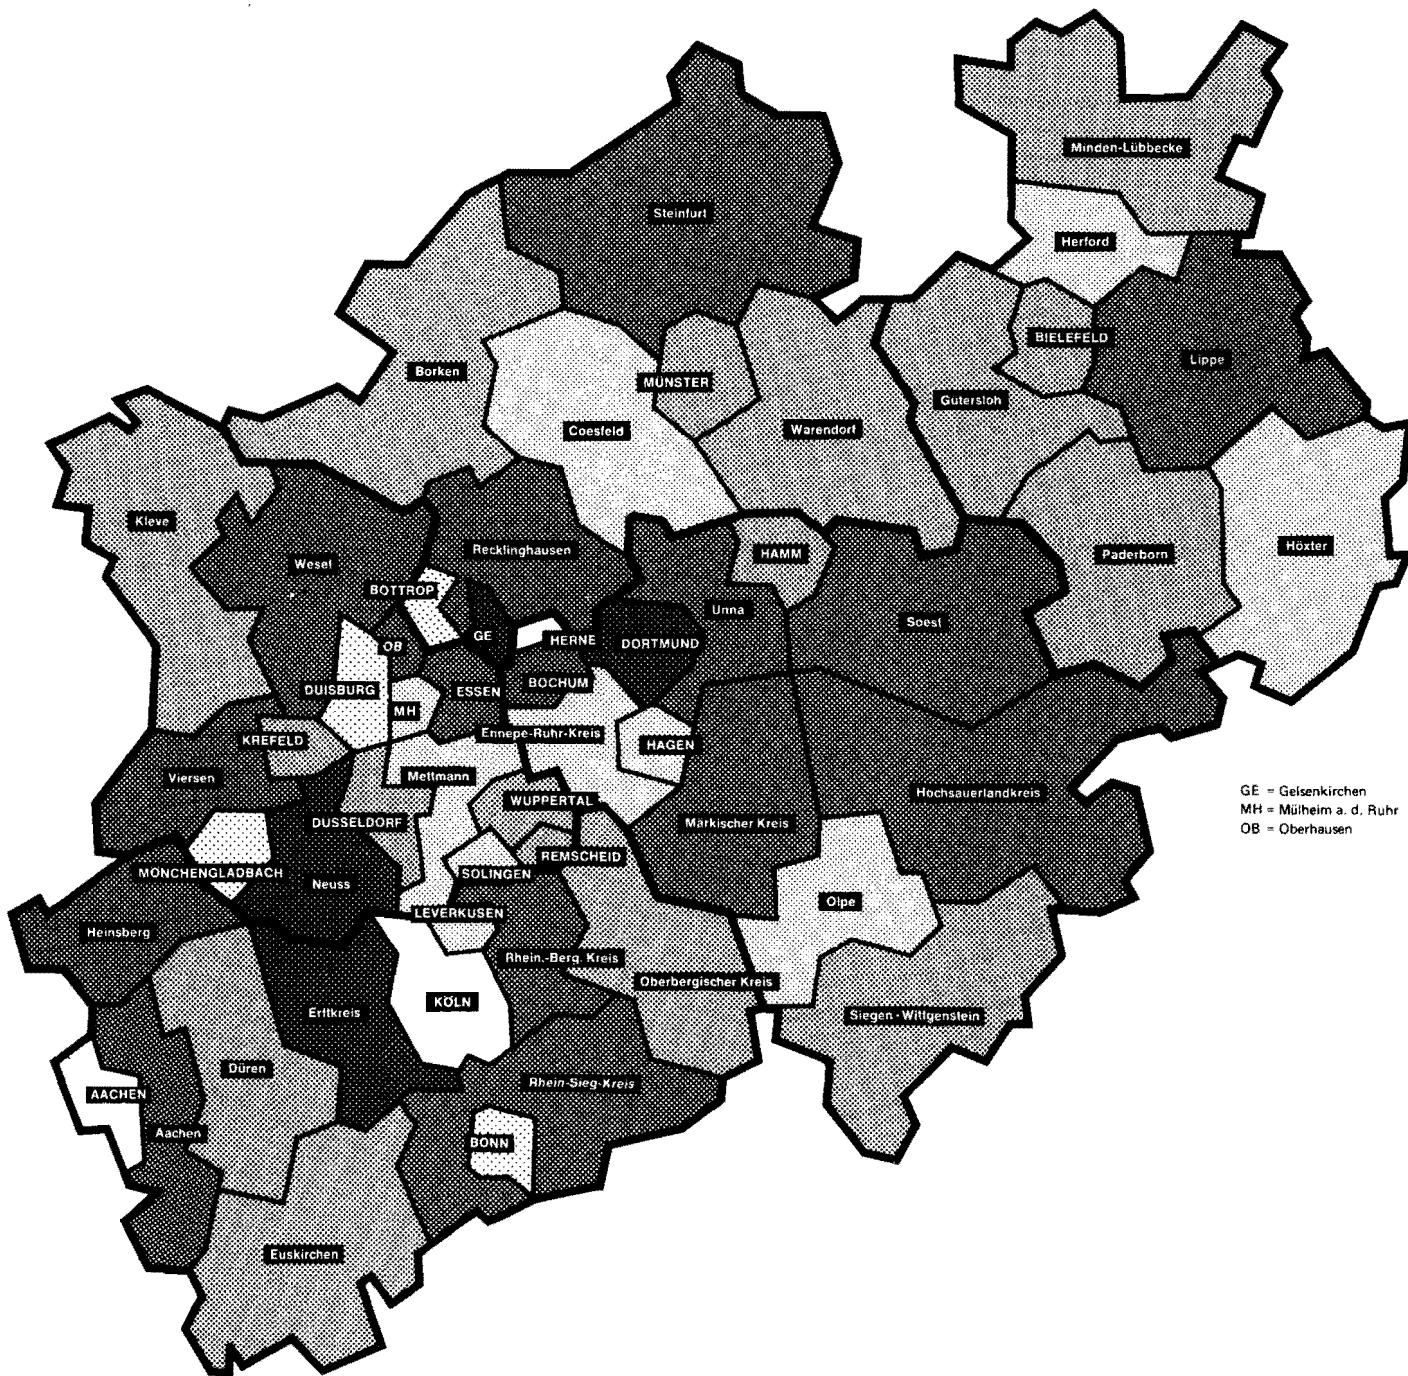 Minden-Lübbecke
Steinfurt
Herford
BIELEFELD
Lippe
Borken
MÜNSTER
Gütersloh
Coesfeld
Warendorf
Kleve
Recklinghausen
HAMM
Paderborn
Höxter
Wesel
BOTTROP
Unna
Soest
GE
HERNE
DORTMUND
OB
DUISBURG
ESSEN
BOCHUM
MH
KREFELD
Ennepe-Ruhr-Kreis
HAGEN
Viersen
Mettmann
Hochsauerlandkreis
GE = Gelsenkirchen
MH = Mülheim a. d. Ruhr
OB = Oberhausen
WUPPERTAL
DUSSELDORF
Märkischer Kreis
REMSCHEID
MÖNCHENGLADBACH
Neuss
SOLINGEN
Olpe
LEVERKUSEN
Heinsberg
Rhein.-Berg. Kreis
Oberbergischer Kreis
KÖLN
Erftkreis
Siegen-Wittgenstein
Düren
Rhein-Sieg-Kreis
AACHEN
Aachen
BONN
Euskirchen